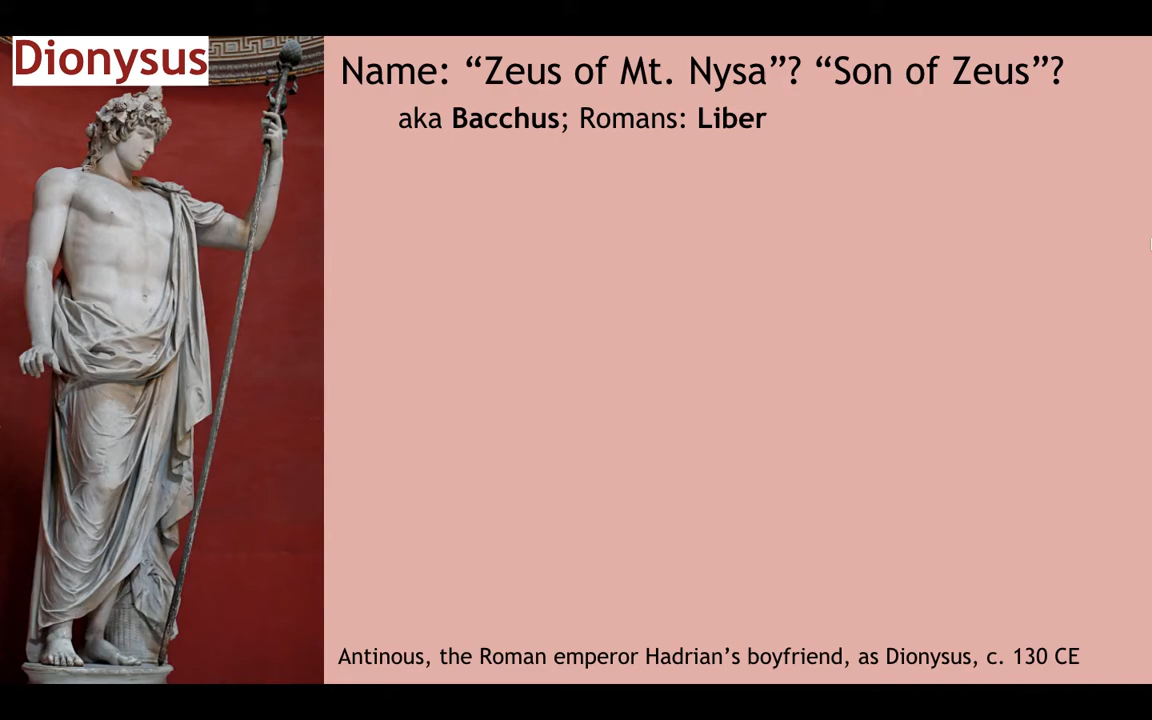 Dionysus
Name: “Zeus of Mt. Nysa”? “Son of Zeus”?
aka Bacchus; Romans: Liber
Antinous, the Roman emperor Hadrian’s boyfriend, as Dionysus, c. 130 CE